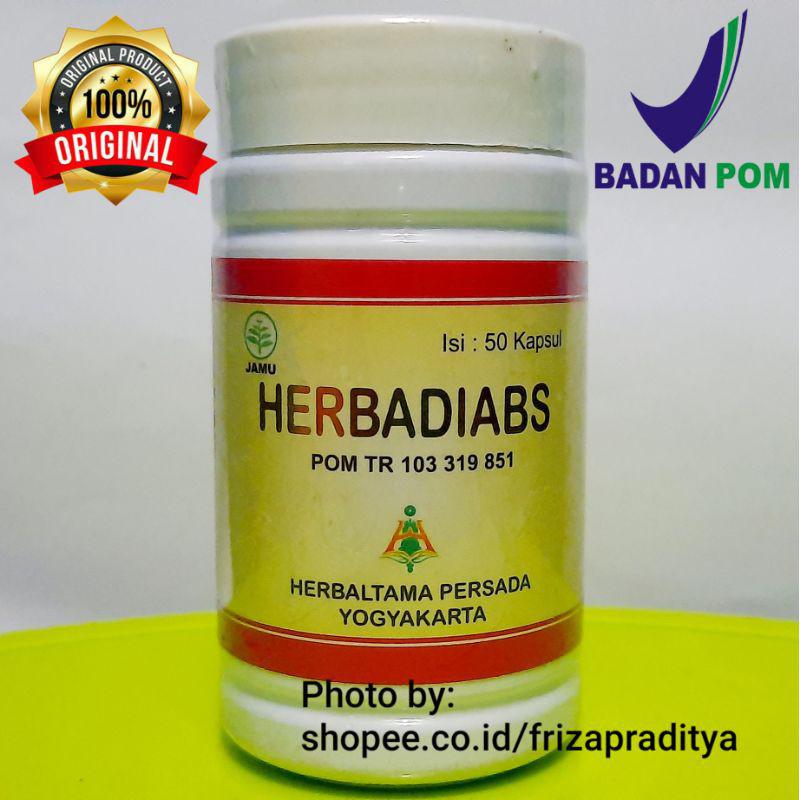 ORIGINAL PRODUCT
100%
ORIGINAL
BADAN POM
JAMU
Isi : 50 Kapsul
HERBADIABS
POM TR 103 319 851
HERBALTAMA PERSADA
YOGYAKARTA
Photo by:
shopee.co.id/frizapraditya